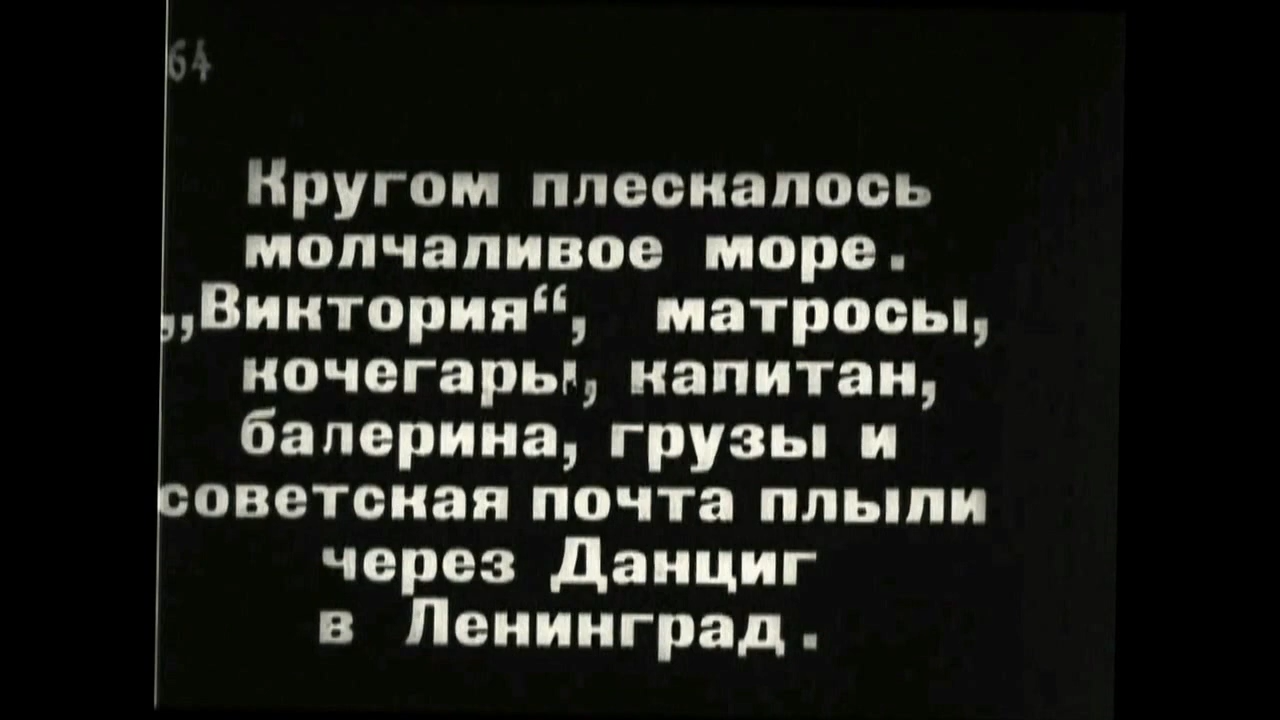 64
Кругом плескалось
молчаливое море.
„Виктория“, матросы,
кочегары, капитан,
балерина, грузы и
советская почта плыли
через Данциг
в Ленинград.